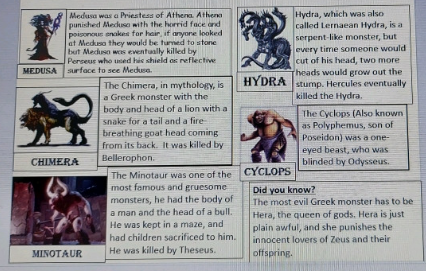 Medusa was a Priestess of Athena. Athena
punished Medusa with the horrid face and
poisonous snakes for hair, if anyone looked
at Medusa they would be turned to stone
but Medusa was eventually killed by
Perseus who used his shield as reflective
surface to see Medusa.
MEDUSA
Hydra, which was also
called Lernaean Hydra, is a
serpent-like monster, but
every time someone would
cut of his head, two more
heads would grow out the
stump. Hercules eventually
killed the Hydra.
HYDRA
The Chimera, in mythology, is
a Greek monster with the
body and head of a lion with a
snake for a tail and a fire-
breathing goat head coming
from its back. It was killed by
Bellerophon.
CHIMERA
The Cyclops (Also known
as Polyphemus, son of
Poseidon) was a one-
eyed beast, who was
blinded by Odysseus.
CYCLOPS
The Minotaur was one of the
most famous and gruesome
monsters, he had the body of
a man and the head of a bull.
He was kept in a maze, and
had children sacrificed to him.
He was killed by Theseus.
MINOTAUR
Did you know?
The most evil Greek monster has to be
Hera, the queen of gods. Hera is just
plain awful, and she punishes the
innocent lovers of Zeus and their
offspring.